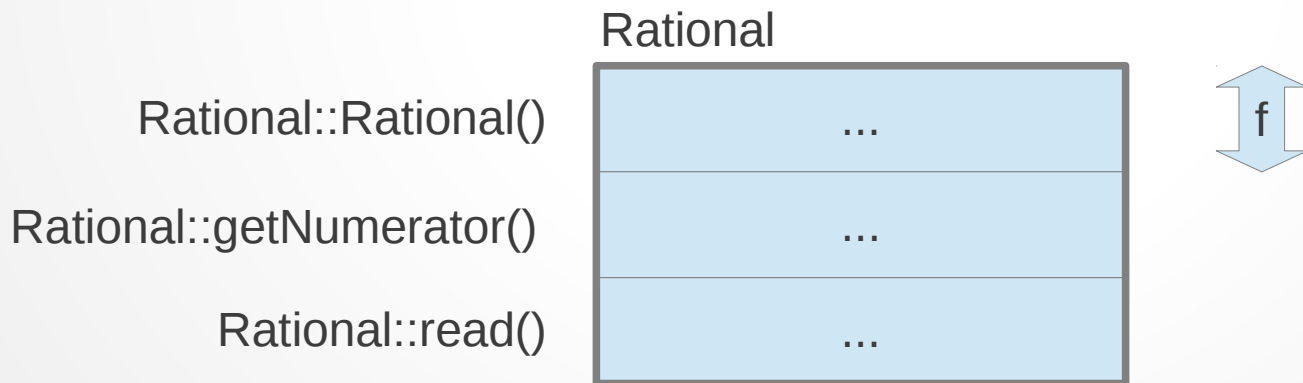 Rational
Rational::Rational() ... f
Rational::getNumerator() ...
Rational::read() ...